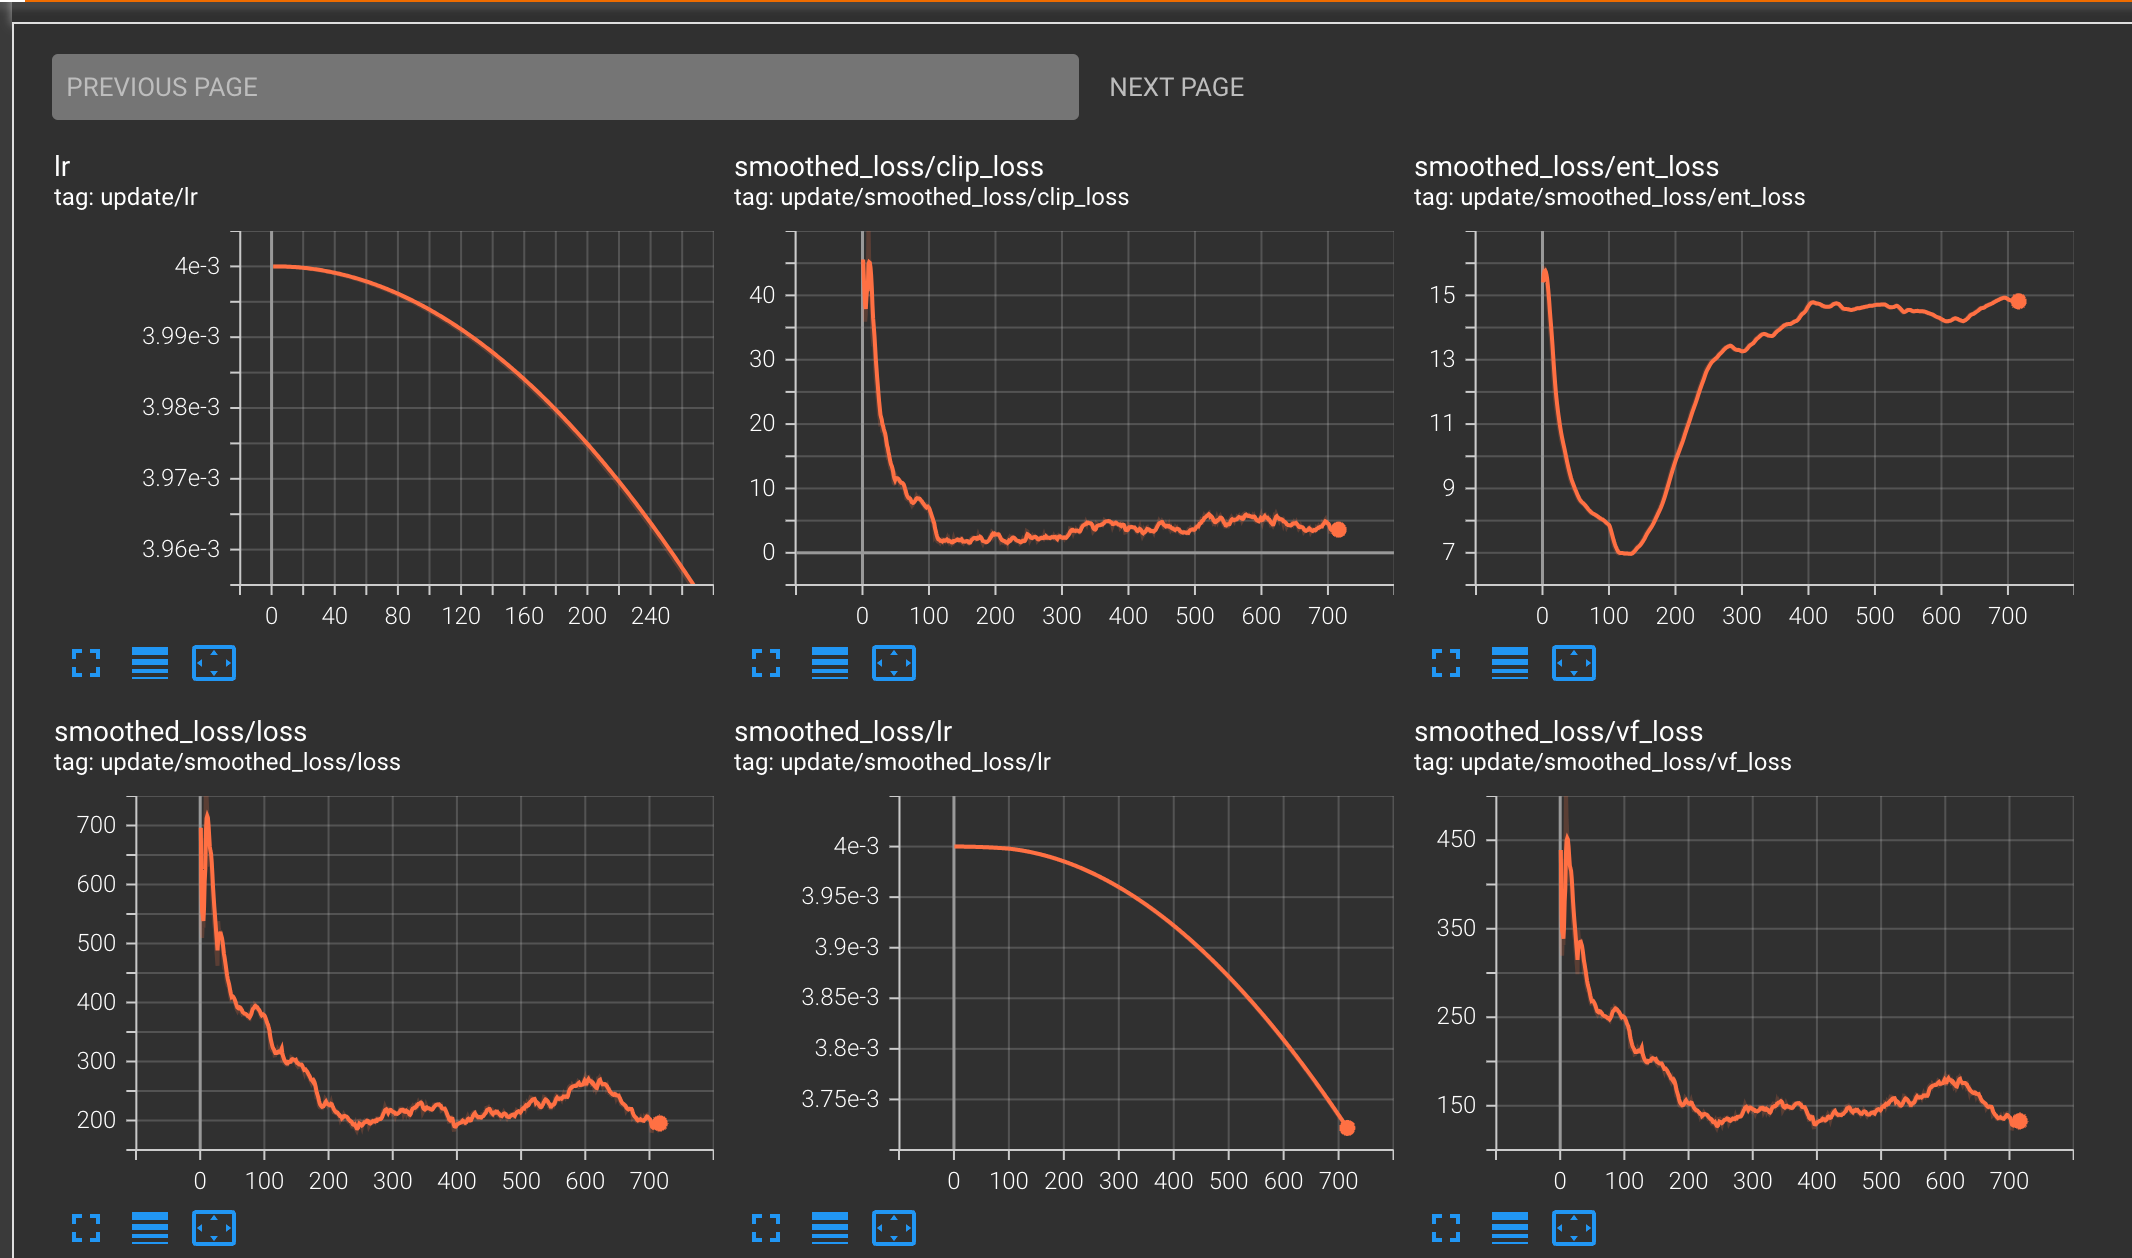 PREVIOUS PAGE
NEXT PAGE
lr
tag: update/lr
4e-3
3.99e-3
3.98e-3
3.97e-3
3.96e-3
0 40 80 120 160 200 240
smoothed_loss/clip_loss
tag: update/smoothed_loss/clip_loss
40
30
20
10
0
0 100 200 300 400 500 600 700
smoothed_loss/ent_loss
tag: update/smoothed_loss/ent_loss
15
13
11
9
7
0 100 200 300 400 500 600 700
smoothed_loss/loss
tag: update/smoothed_loss/loss
700
600
500
400
300
200
0 100 200 300 400 500 600 700
smoothed_loss/lr
tag: update/smoothed_loss/lr
4e-3
3.95e-3
3.9e-3
3.85e-3
3.8e-3
3.75e-3
0 100 200 300 400 500 600 700
smoothed_loss/vf_loss
tag: update/smoothed_loss/vf_loss
450
350
250
150
0 100 200 300 400 500 600 700